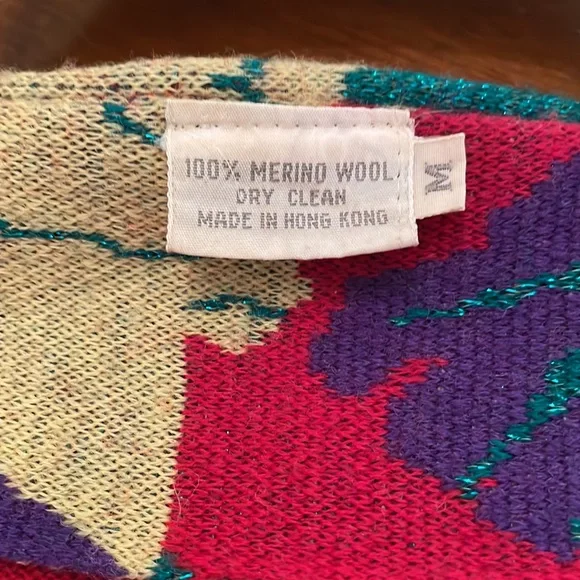 100% MERINO WOOL
DRY CLEAN
MADE IN HONG KONG
M